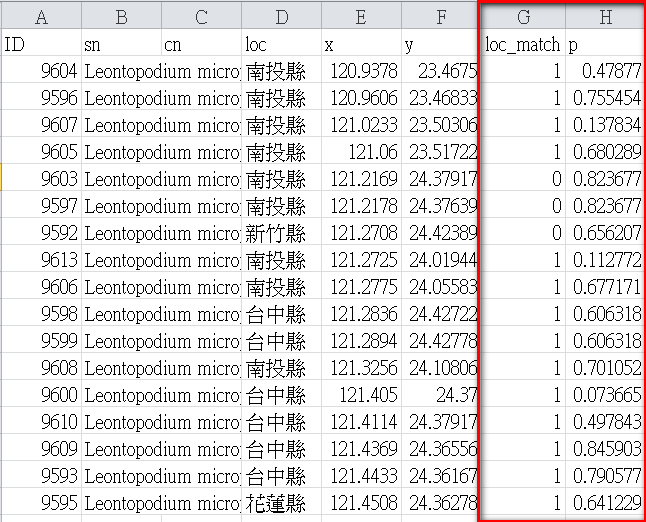 A B C D E F G H
ID sn cn loc x y loc_match p
9604 Leontopodium micro 南投縣 120.9378 23.4675 1 0.47877
9596 Leontopodium micro 南投縣 120.9606 23.46833 1 0.755454
9607 Leontopodium micro 南投縣 121.0233 23.50306 1 0.137834
9605 Leontopodium micro 南投縣 121.06 23.51722 1 0.680289
9603 Leontopodium micro 南投縣 121.2169 24.37917 0 0.823677
9597 Leontopodium micro 南投縣 121.2178 24.37639 0 0.823677
9592 Leontopodium micro 新竹縣 121.2708 24.42389 0 0.656207
9613 Leontopodium micro 南投縣 121.2725 24.01944 1 0.112772
9606 Leontopodium micro 南投縣 121.2775 24.05583 1 0.677171
9598 Leontopodium micro 台中縣 121.2836 24.42722 1 0.606318
9599 Leontopodium micro 台中縣 121.2894 24.42778 1 0.606318
9608 Leontopodium micro 南投縣 121.3256 24.10806 1 0.701052
9600 Leontopodium micro 台中縣 121.405 24.37 1 0.073665
9610 Leontopodium micro 台中縣 121.4114 24.37917 1 0.497843
9609 Leontopodium micro 台中縣 121.4369 24.36556 1 0.845903
9593 Leontopodium micro 台中縣 121.4433 24.36167 1 0.790577
9595 Leontopodium micro 花蓮縣 121.4508 24.36278 1 0.641229